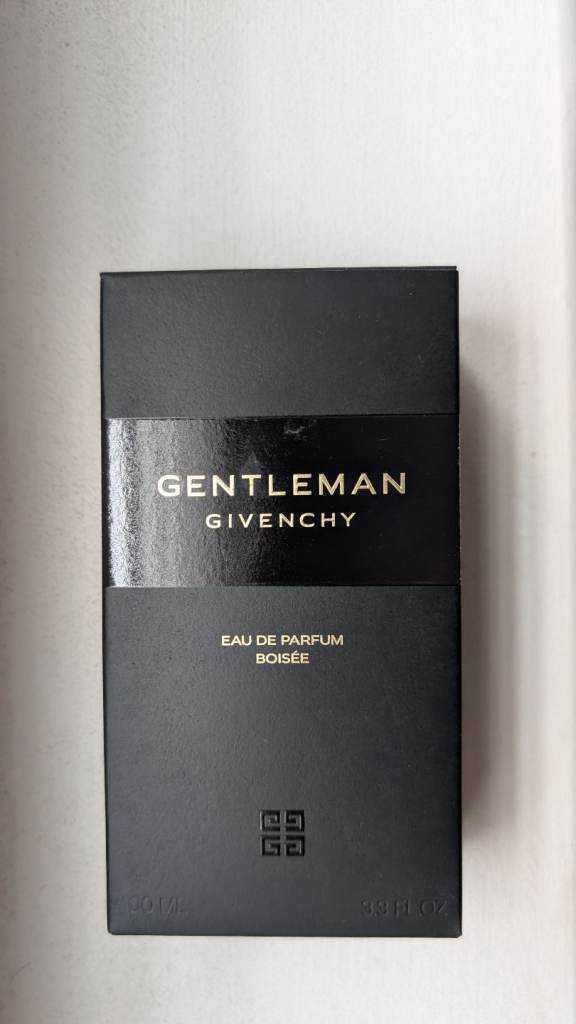 GENTLEMAN
GIVENCHY
EAU DE PARFUM
BOISÉE
3.3 FL.OZ